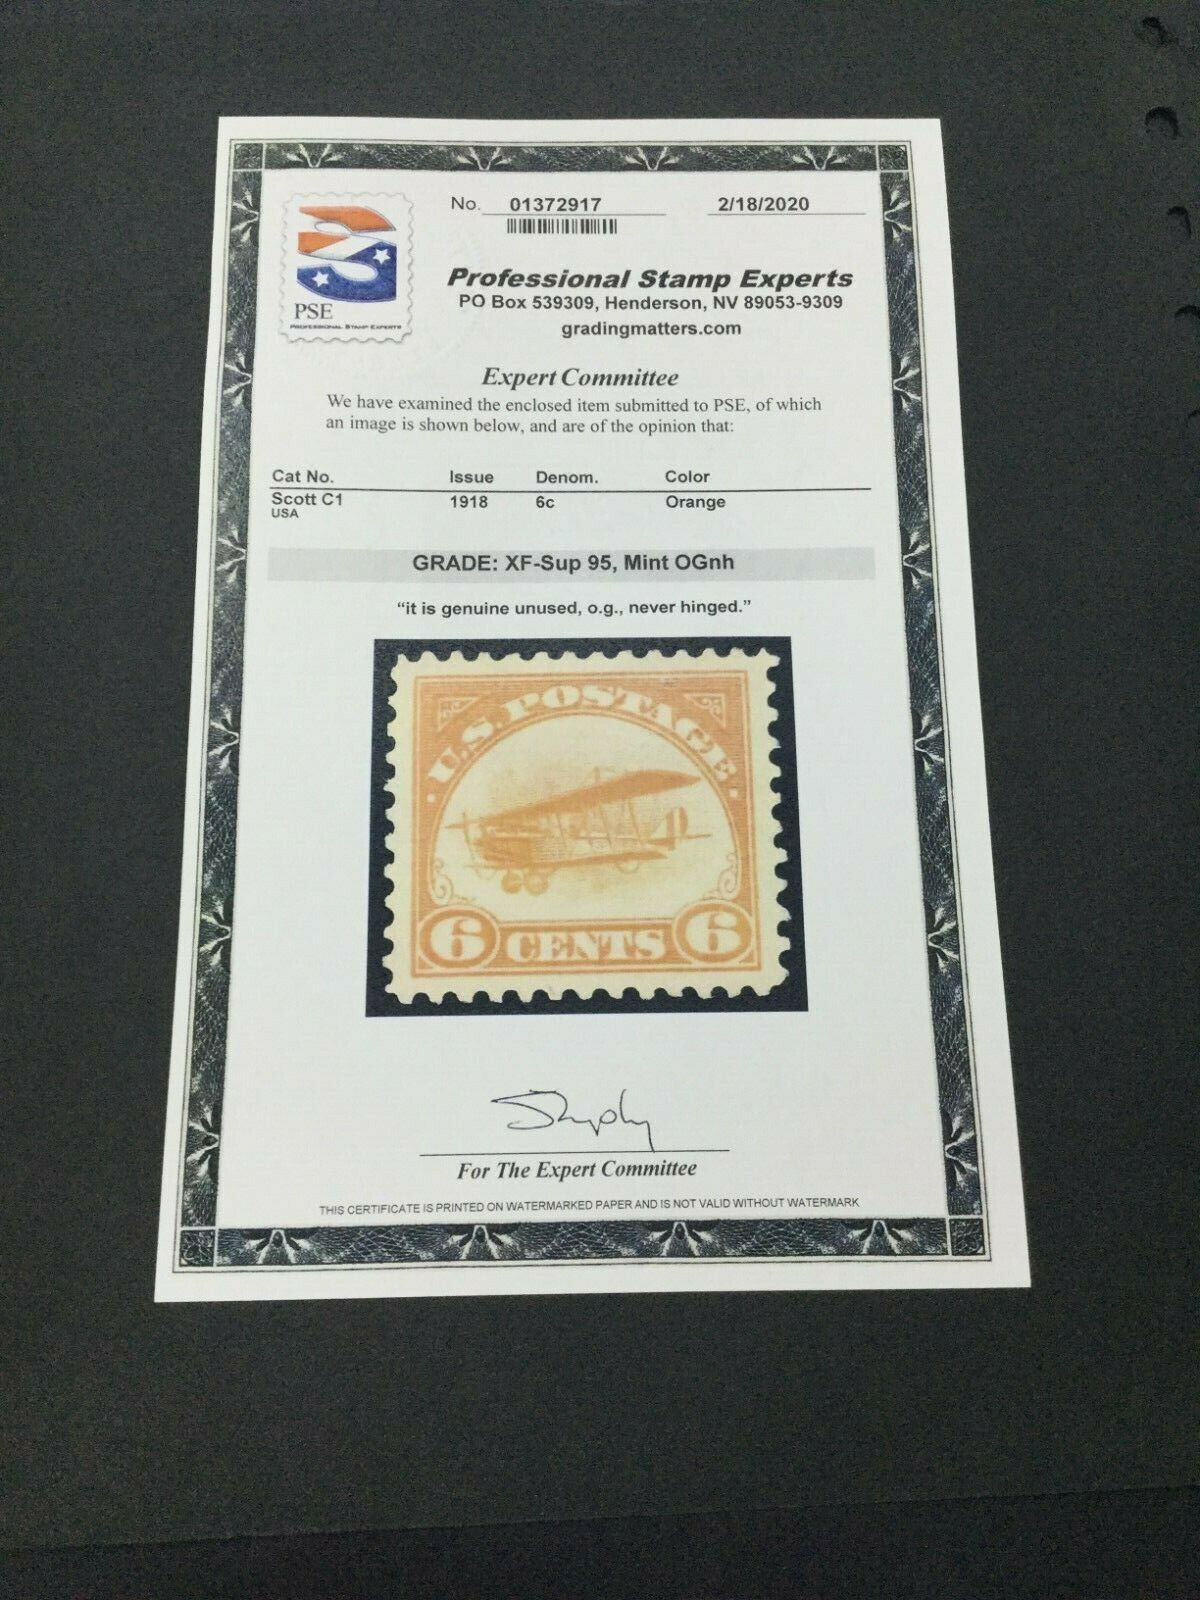 No. 01372917 2/18/2020
PSE
PROFESSIONAL STAMP EXPERTS
Professional Stamp Experts
PO Box 539309, Henderson, NV 89053-9309
gradingmatters.com
Expert Committee
We have examined the enclosed item submitted to PSE, of which
an image is shown below, and are of the opinion that:
Cat No. Issue Denom. Color
Scott C1 1918 6c Orange
USA
GRADE: XF-Sup 95, Mint OGnh
“it is genuine unused, o.g., never hinged.”
U.S. POSTAGE
6 CENTS 6
For The Expert Committee
THIS CERTIFICATE IS PRINTED ON WATERMARKED PAPER AND IS NOT VALID WITHOUT WATERMARK